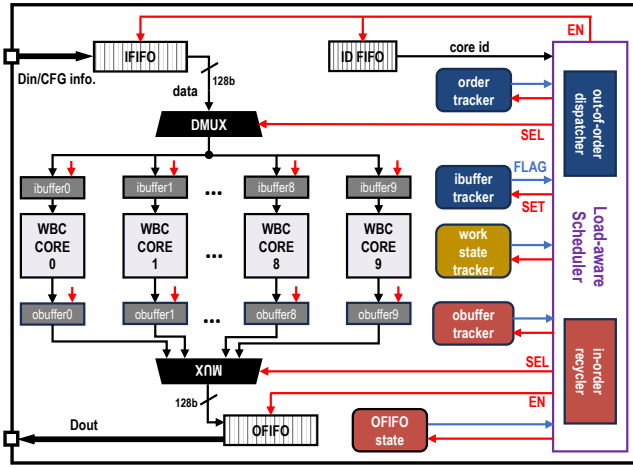 EN
IFIFO
ID FIFO
core id
Din/CFG info.
data
128b
order
tracker
out-of-order
dispatcher
DMUX
SEL
ibuffer0
ibuffer1
...
ibuffer8
ibuffer9
ibuffer
tracker
FLAG
SET
WBC
CORE
0
WBC
CORE
1
...
WBC
CORE
8
WBC
CORE
9
work
state
tracker
Load-aware
Scheduler
obuffer0
obuffer1
...
obuffer8
obuffer9
obuffer
tracker
in-order
recycler
MUX
SEL
128b
EN
OFIFO
Dout
OFIFO
state